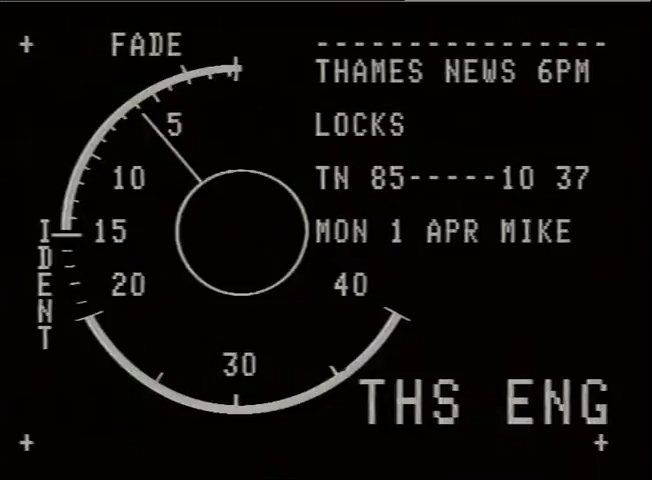 FADE
----------------
THAMES NEWS 6PM
5
LOCKS
10
TN 85-----10 37
IDENT
15
MON 1 APR MIKE
20
40
30
THS ENG